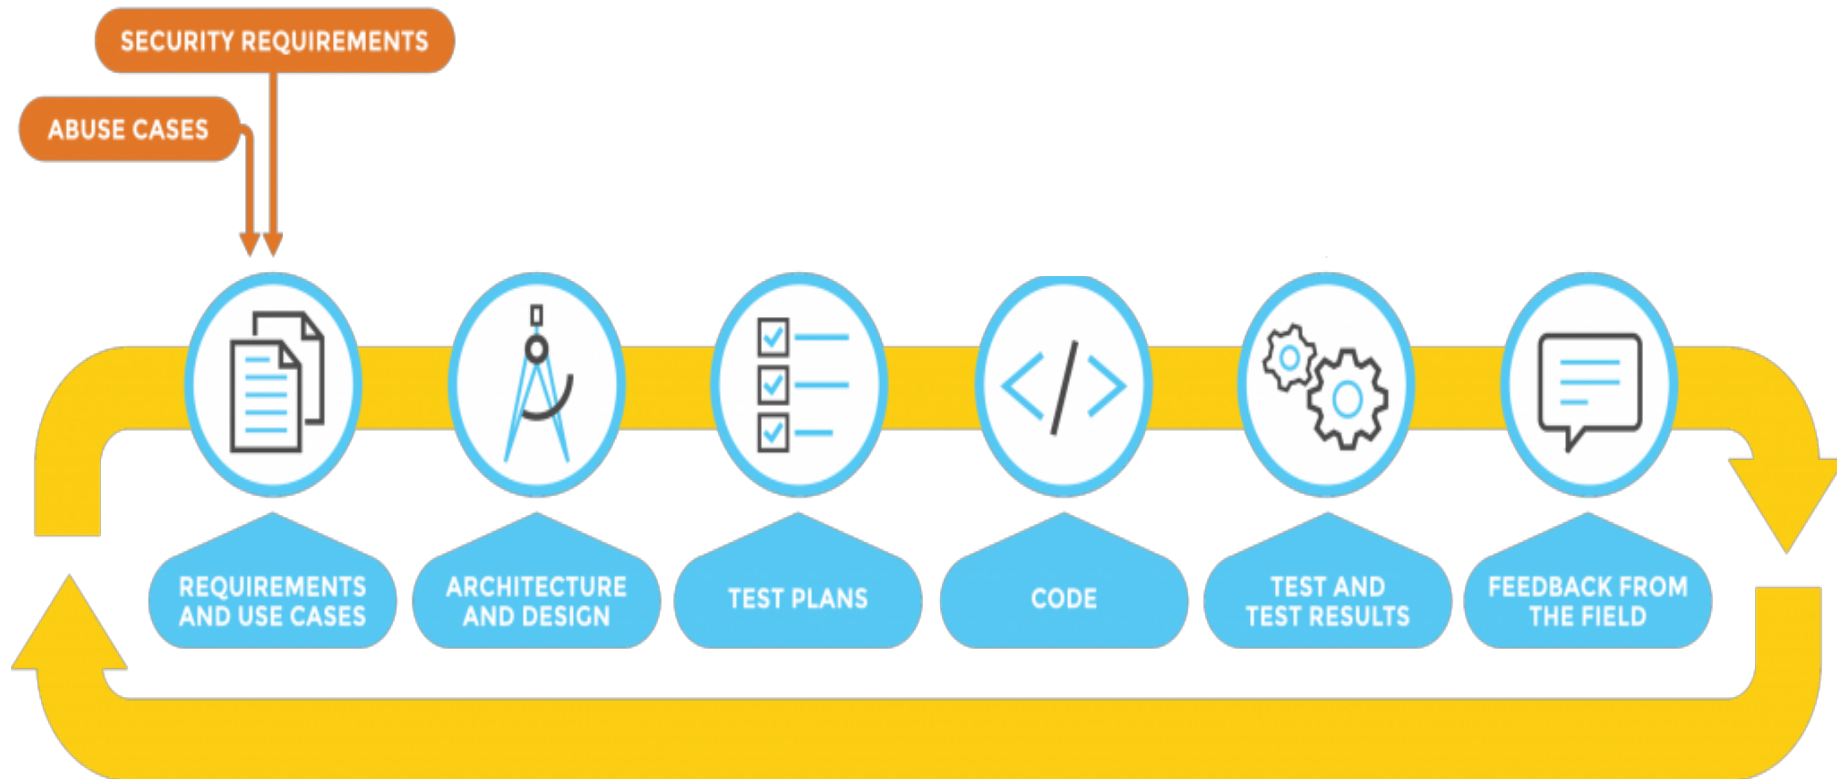 SECURITY REQUIREMENTS
ABUSE CASES
REQUIREMENTS
AND USE CASES
ARCHITECTURE
AND DESIGN
TEST PLANS
CODE
TEST AND
TEST RESULTS
FEEDBACK FROM
THE FIELD